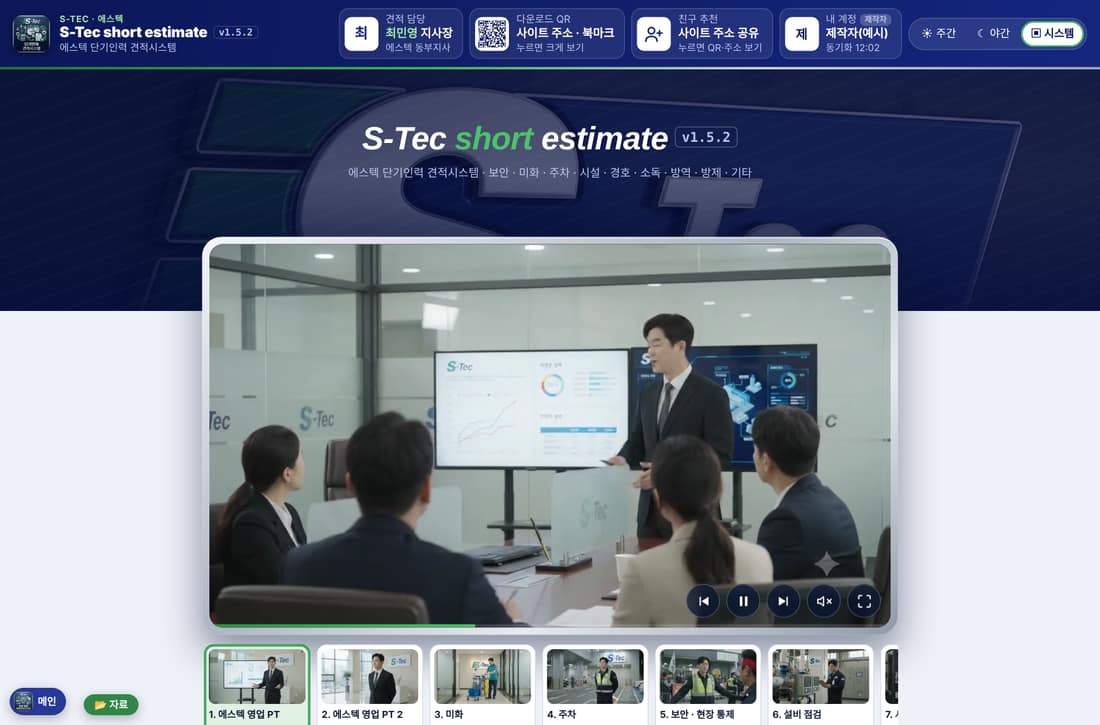 S-TEC · 에스텍
S-Tec short estimate v1.5.2
에스텍 단기인력 견적시스템
최
견적 담당
최민영 지사장
에스텍 동부지사
다운로드 QR
사이트 주소 · 북마크
누르면 크게 보기
친구 추천
사이트 주소 공유
누르면 QR·주소 보기
제
내 계정 제작자
제작자(예시)
동기화 12:02
주간
야간
시스템
S-Tec short estimate v1.5.2
에스텍 단기인력 견적시스템 · 보안 · 미화 · 주차 · 시설 · 경호 · 소독 · 방역 · 방제 · 기타
S-Tec
S-Tec
Tec
S-Tec
S-Tec
메인
자료
1. 에스텍 영업 PT
2. 에스텍 영업 PT 2
3. 미화
4. 주차
5. 보안 · 현장 통제
6. 설비 점검